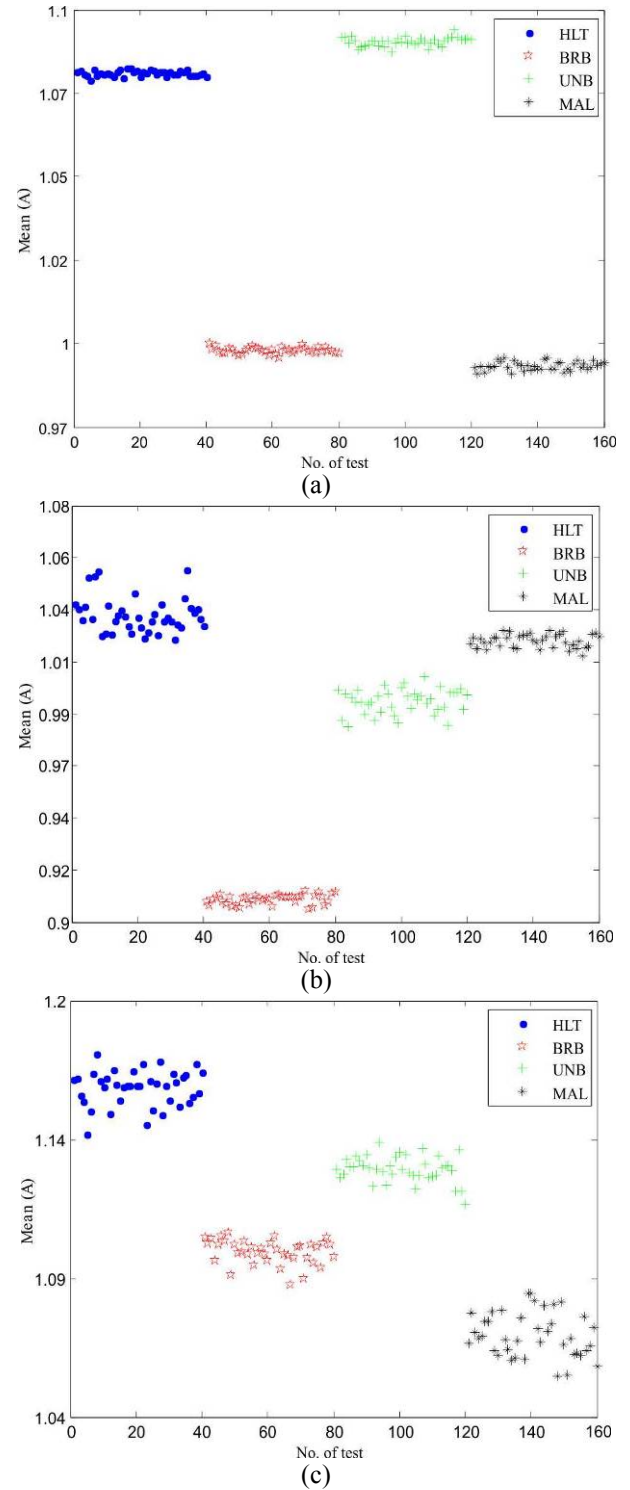 1.1
HLT
BRB
UNB
MAL
1.07
1.05
Mean (A)
1.02
1
0.97
0 20 40 60 80 100 120 140 160
No. of test
(a)
1.08
HLT
BRB
UNB
MAL
1.06
1.04
1.01
Mean (A)
0.99
0.97
0.94
0.92
0.9
0 20 40 60 80 100 120 140 160
No. of test
(b)
1.2
HLT
BRB
UNB
MAL
1.14
Mean (A)
1.09
1.04
0 20 40 60 80 100 120 140 160
No. of test
(c)